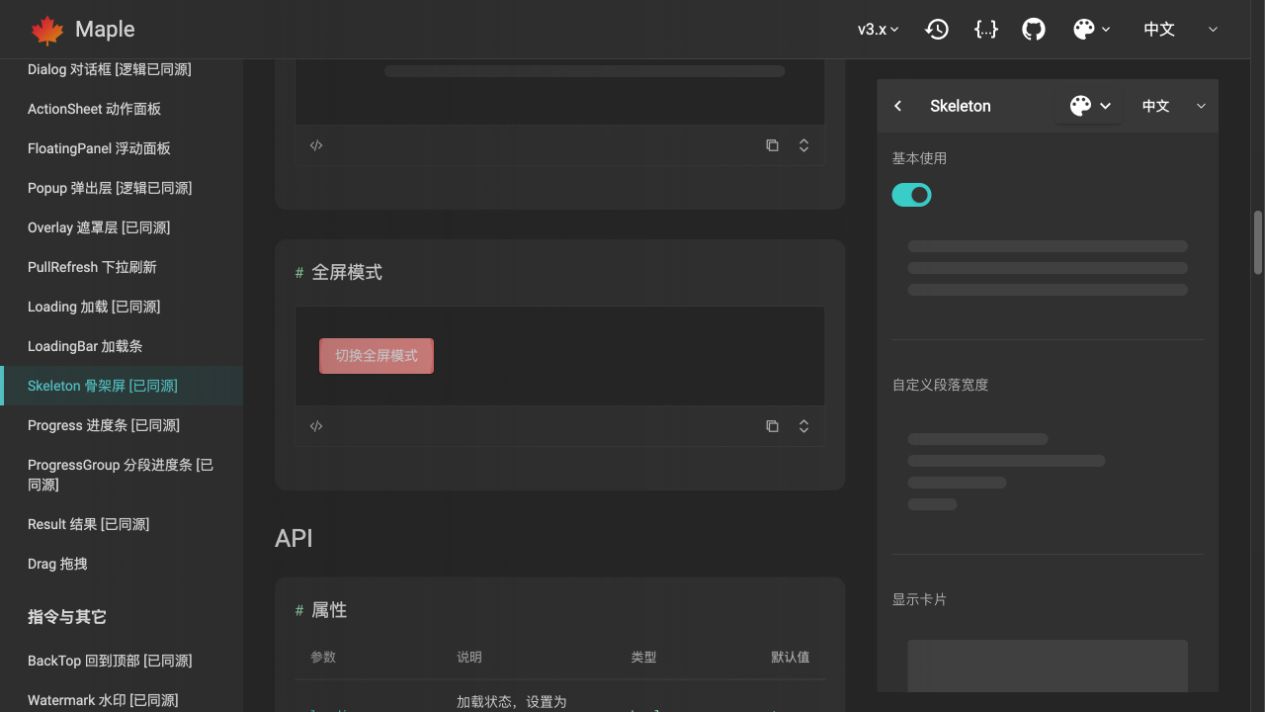 Maple
v3.x
中文
Dialog 对话框 [逻辑已同源]
ActionSheet 动作面板
FloatingPanel 浮动面板
Popup 弹出层 [逻辑已同源]
Overlay 遮罩层 [已同源]
PullRefresh 下拉刷新
Loading 加载 [已同源]
LoadingBar 加载条
Skeleton 骨架屏 [已同源]
Progress 进度条 [已同源]
ProgressGroup 分段进度条 [已
同源]
Result 结果 [已同源]
Drag 拖拽
指令与其它
BackTop 回到顶部 [已同源]
Watermark 水印 [已同源]
# 全屏模式
切换全屏模式
API
# 属性
参数 说明 类型 默认值
加载状态，设置为
Skeleton
中文
基本使用
自定义段落宽度
显示卡片